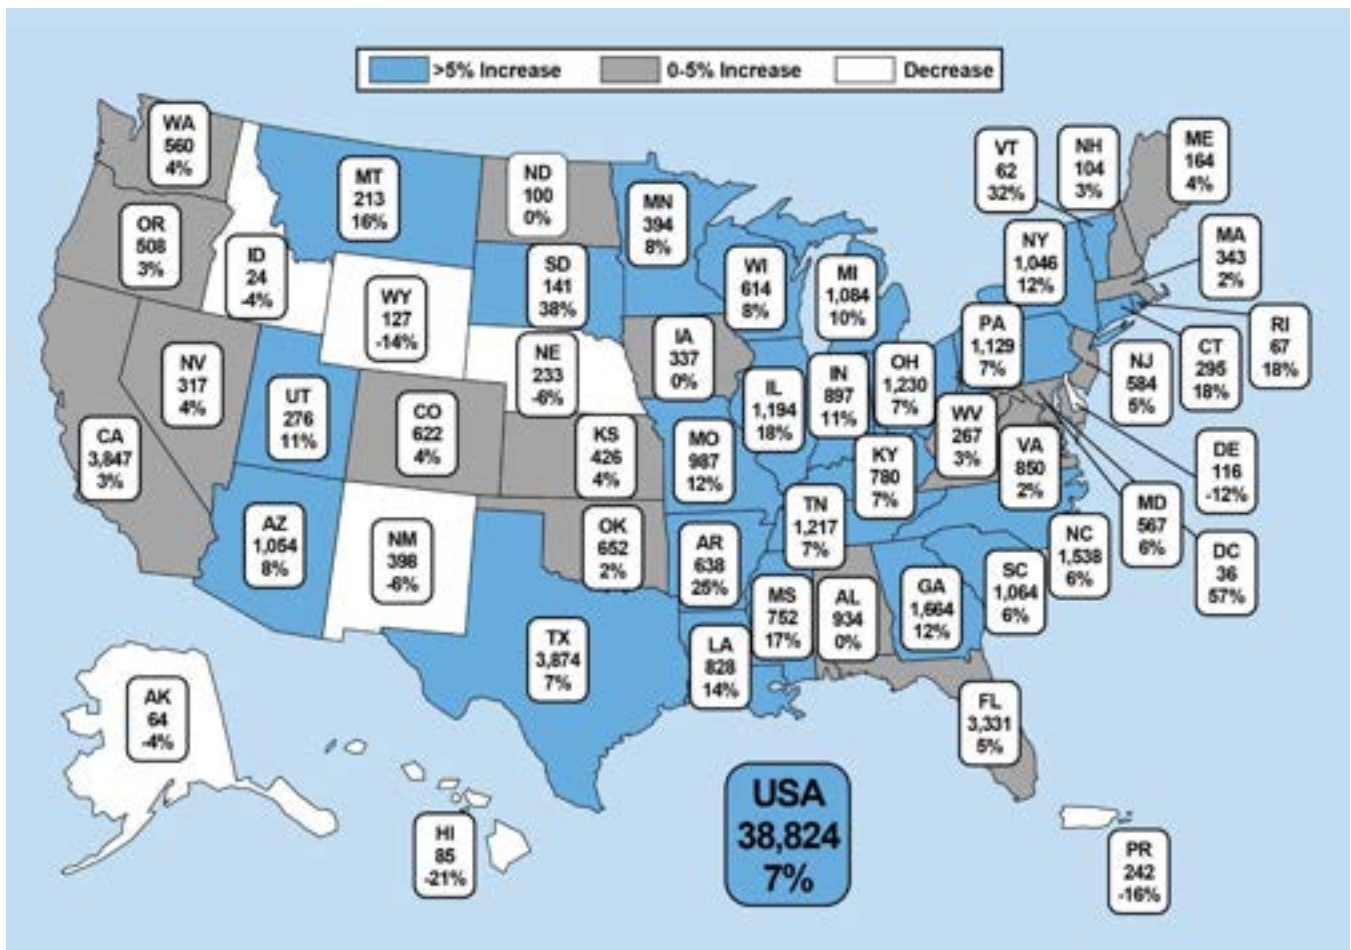 >5% Increase 0-5% Increase Decrease
WA
560
4%
OR
508
3%
CA
3,847
3%
NV
317
4%
ID
24
-4%
MT
213
16%
WY
127
-14%
UT
276
11%
CO
622
4%
AZ
1,054
8%
NM
398
-6%
ND
100
0%
SD
141
38%
NE
233
-6%
KS
426
4%
OK
652
2%
TX
3,874
7%
MN
394
8%
IA
337
0%
MO
987
12%
AR
638
25%
LA
828
14%
WI
614
8%
IL
1,194
18%
MI
1,084
10%
IN
897
11%
OH
1,230
7%
KY
780
7%
TN
1,217
7%
MS
752
17%
AL
934
0%
GA
1,664
12%
FL
3,331
5%
SC
1,064
6%
NC
1,538
6%
VA
850
2%
WV
267
3%
PA
1,129
7%
NY
1,046
12%
VT
62
32%
NH
104
3%
ME
164
4%
MA
343
2%
RI
67
18%
CT
295
18%
NJ
584
5%
DE
116
-12%
MD
567
6%
DC
36
57%
AK
64
-4%
HI
85
-21%
USA
38,824
7%
PR
242
-16%